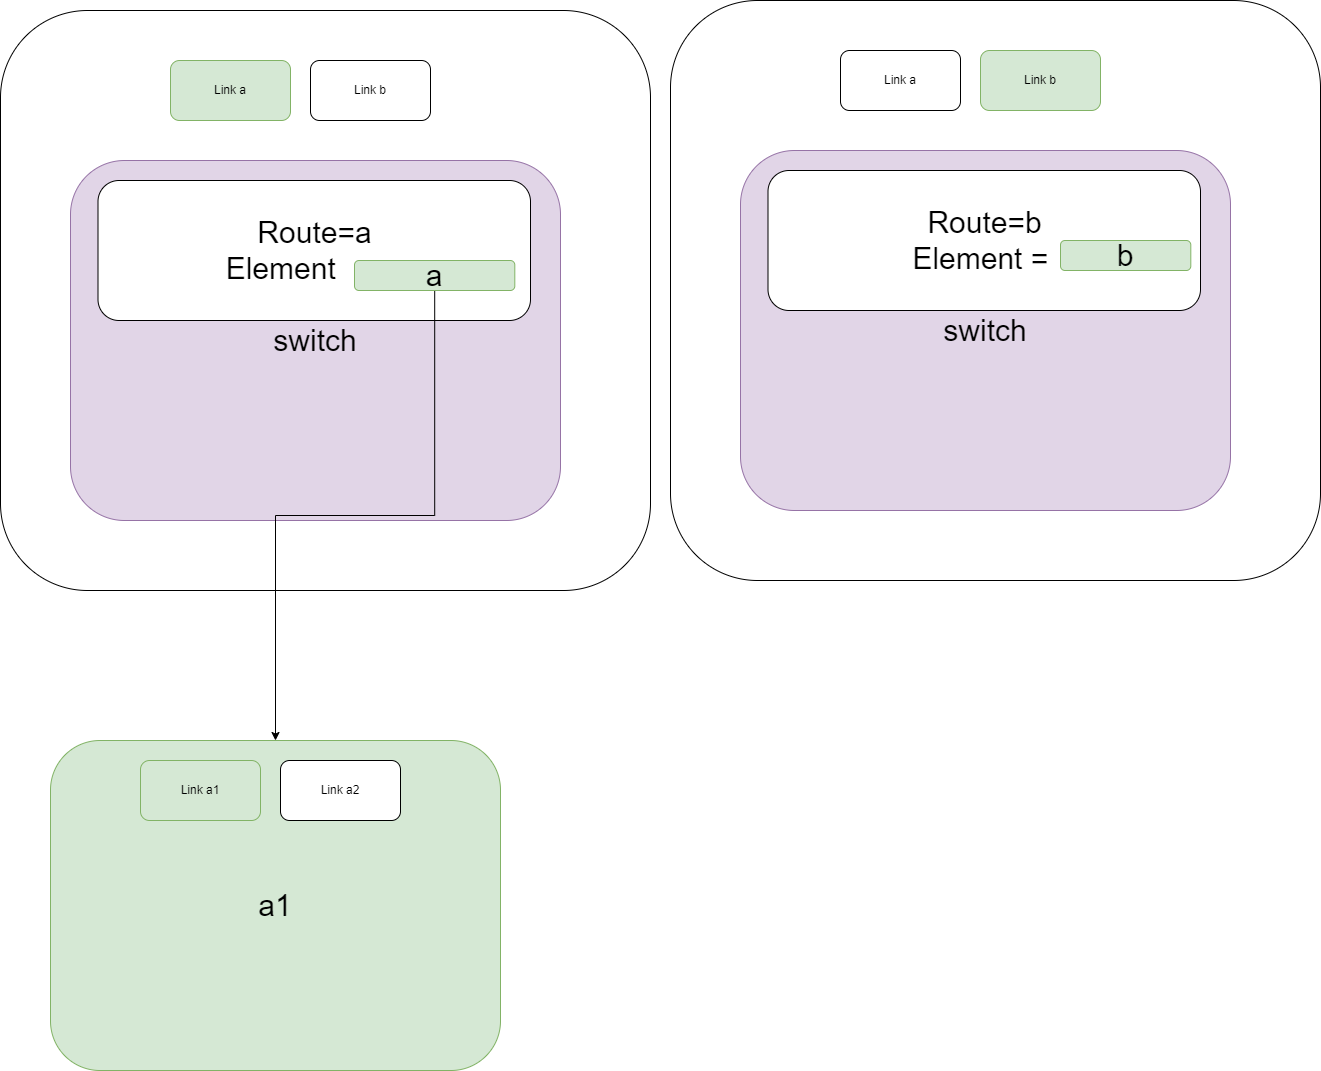 Link a
Link b
Route=a
Element
a
switch
Link a
Link b
Route=b
Element =
b
switch
Link a1
Link a2
a1